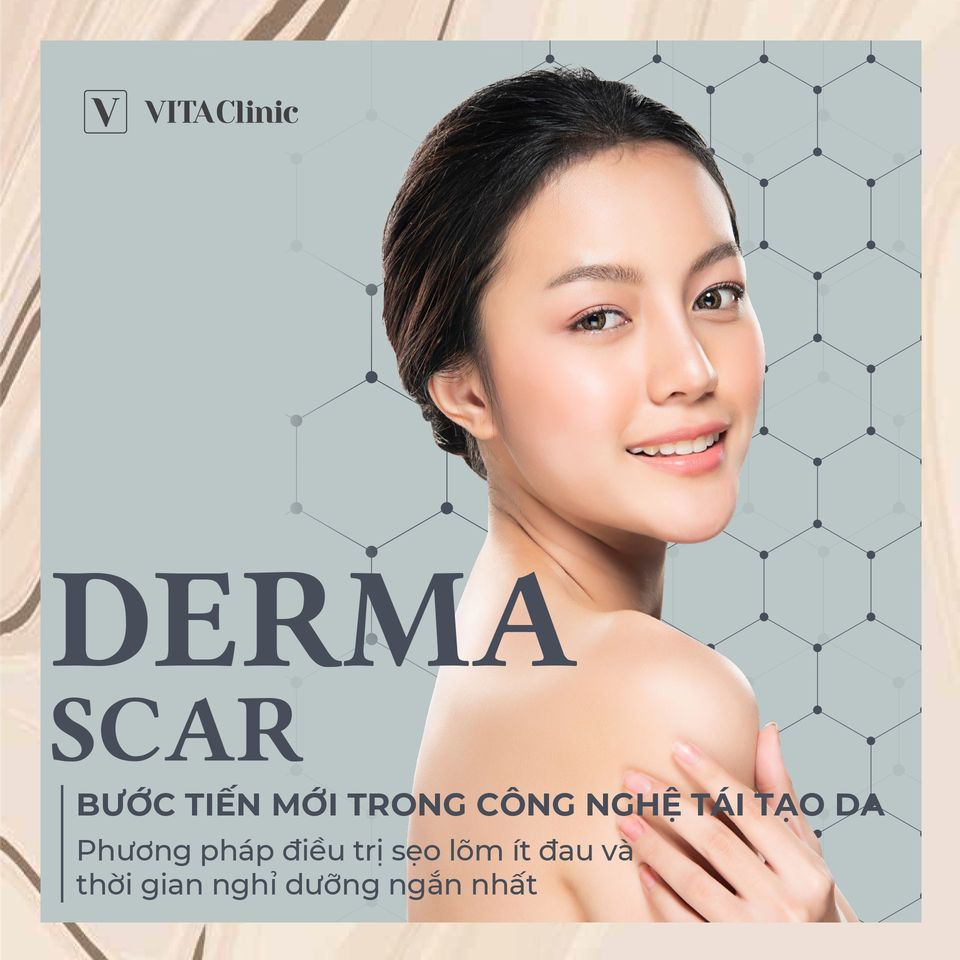 V VITAClinic
DERMA
SCAR
BƯỚC TIẾN MỚI TRONG CÔNG NGHỆ TÁI TẠO DA
Phương pháp điều trị sẹo lõm ít đau và
thời gian nghỉ dưỡng ngắn nhất